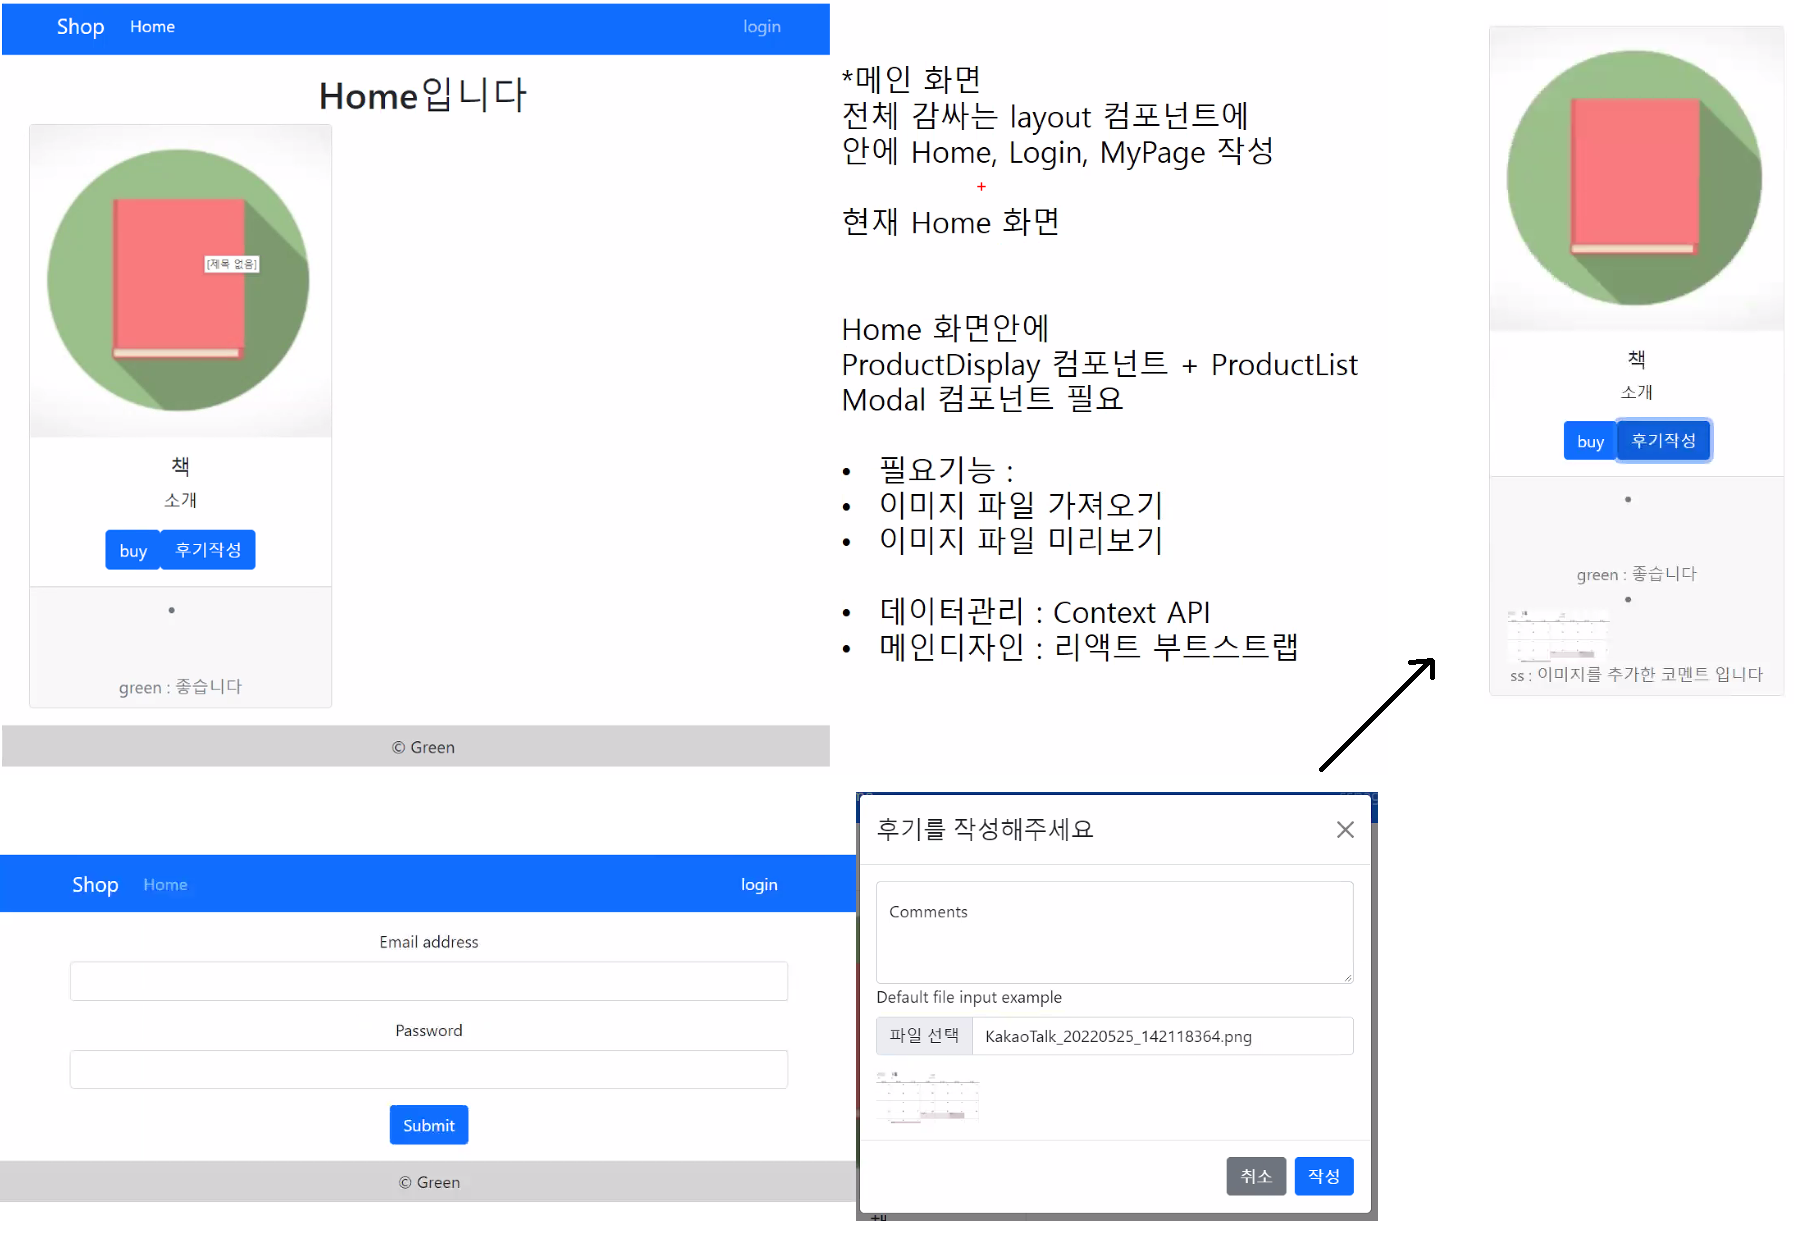 Shop Home login
Home입니다
[제목 없음]
책
소개
buy 후기작성
green : 좋습니다
© Green
*메인 화면
전체 감싸는 layout 컴포넌트에
안에 Home, Login, MyPage 작성
현재 Home 화면
Home 화면안에
ProductDisplay 컴포넌트 + ProductList
Modal 컴포넌트 필요
• 필요기능 :
• 이미지 파일 가져오기
• 이미지 파일 미리보기
• 데이터관리 : Context API
• 메인디자인 : 리액트 부트스트랩
책
소개
buy 후기작성
green : 좋습니다
ss : 이미지를 추가한 코멘트 입니다
Shop Home login
Email address
Password
Submit
© Green
후기를 작성해주세요
Comments
Default file input example
파일 선택 KakaoTalk_20220525_142118364.png
취소 작성